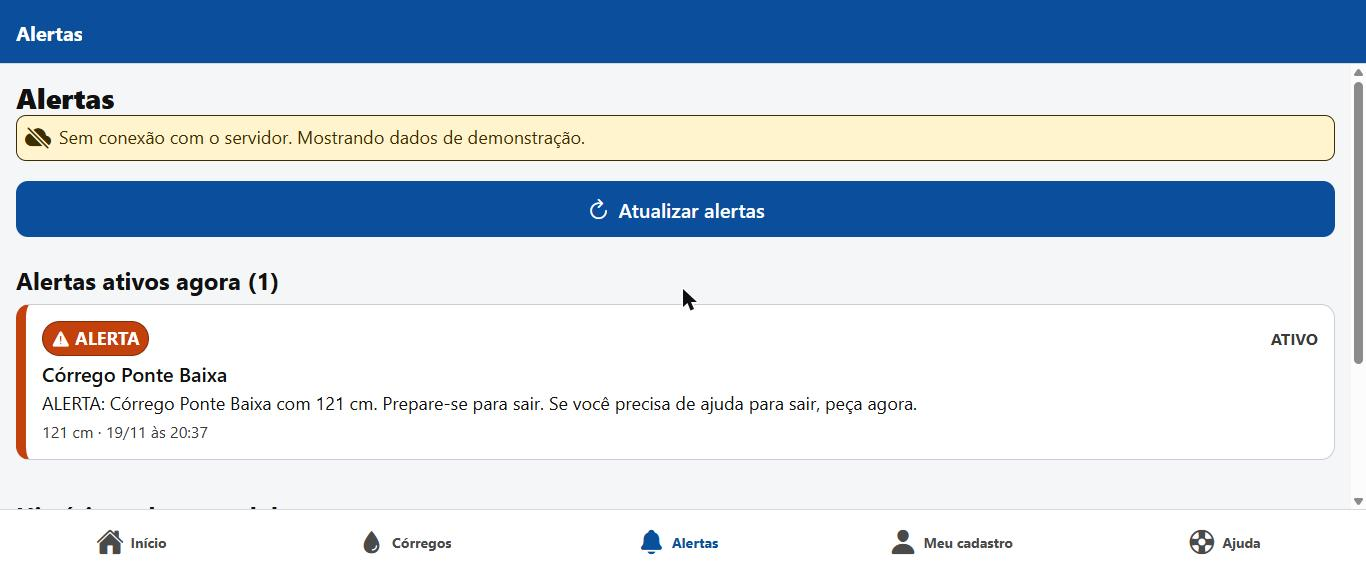 Alertas
Alertas
Sem conexão com o servidor. Mostrando dados de demonstração.
Atualizar alertas
Alertas ativos agora (1)
ALERTA
ATIVO
Córrego Ponte Baixa
ALERTA: Córrego Ponte Baixa com 121 cm. Prepare-se para sair. Se você precisa de ajuda para sair, peça agora.
121 cm · 19/11 às 20:37
Início
Córregos
Alertas
Meu cadastro
Ajuda